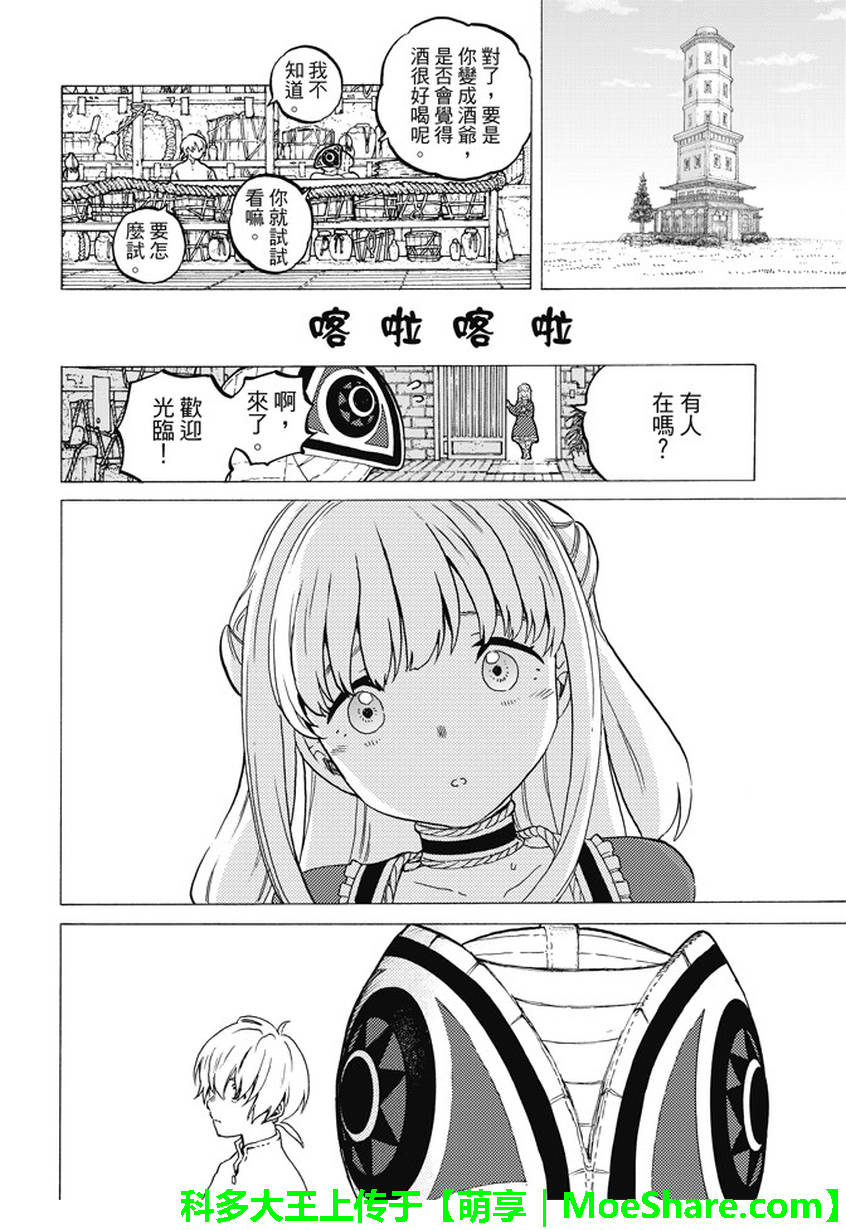 對了，要是
你變成酒爺，
是否會覺得
酒很好喝呢。
我不
知道。
你就試試
看嘛。
要怎
麼試。
喀啦喀啦
有人
在嗎？
啊，
來了。
歡迎
光臨！
科多大王上传于【萌享｜MoeShare.com】